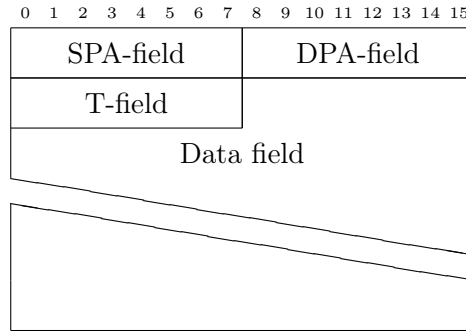 0 1 2 3 4 5 6 7 8 9 10 11 12 13 14 15
SPA-field DPA-field
T-field
Data field